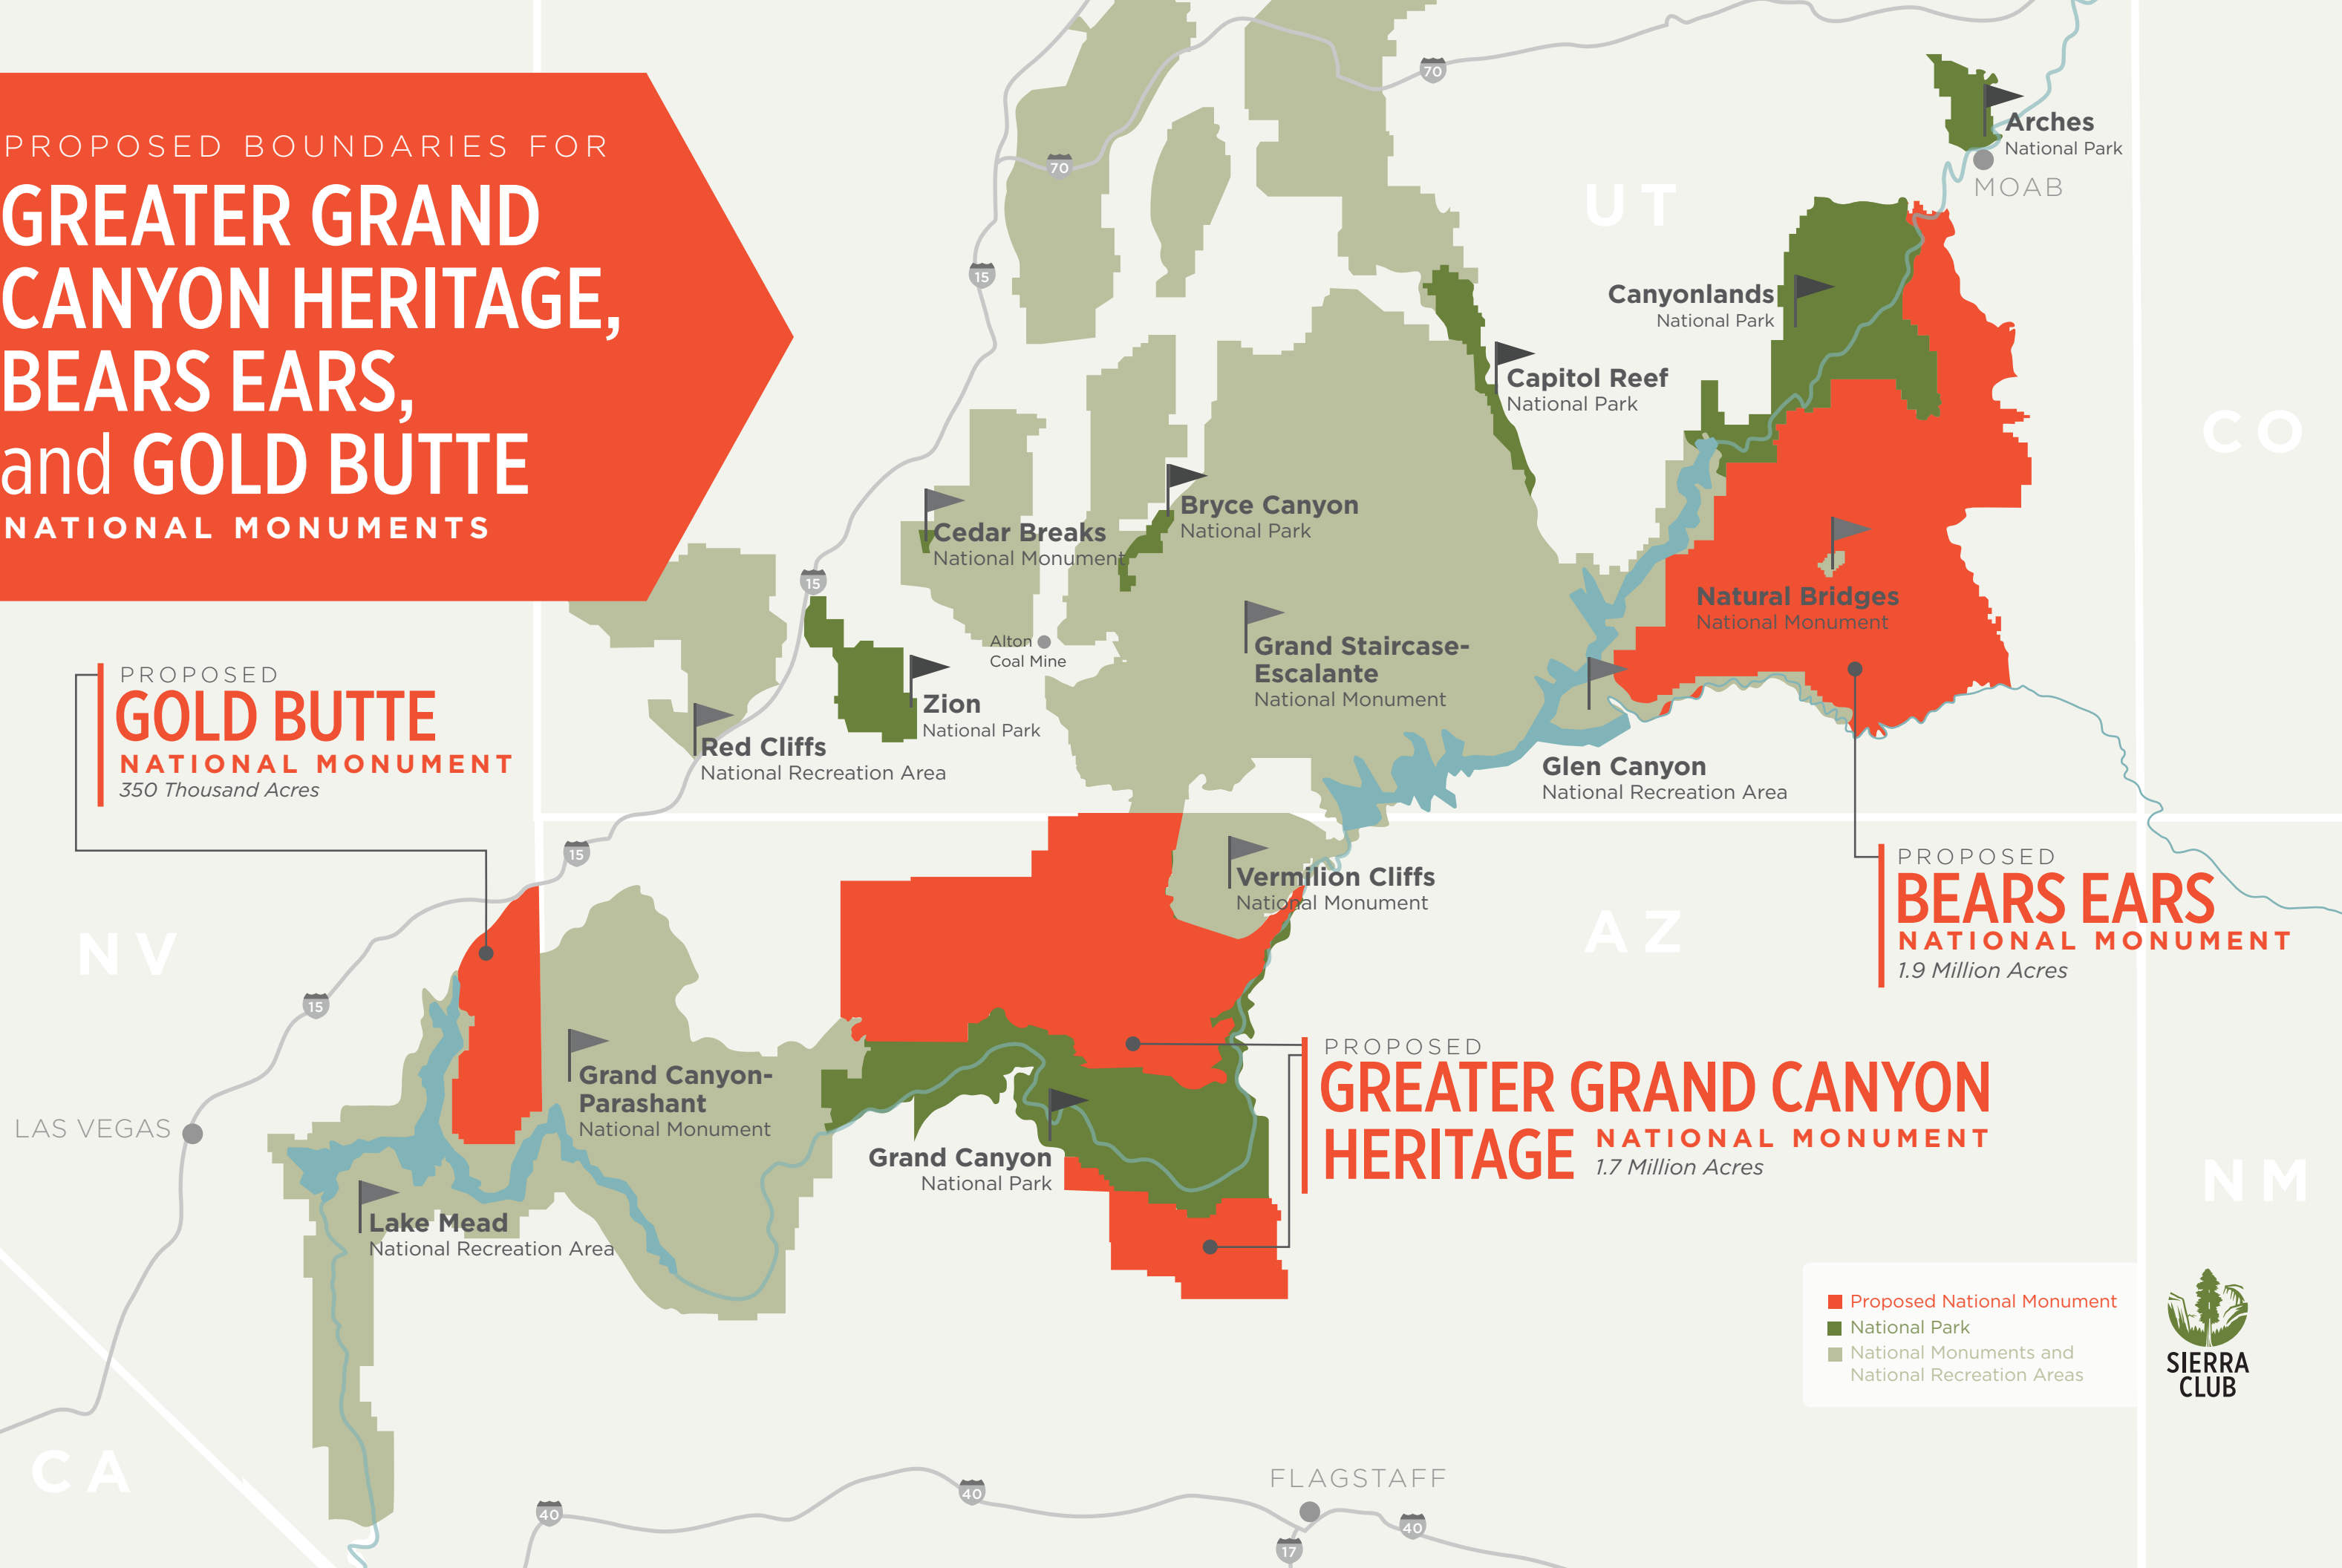 PROPOSED BOUNDARIES FOR
GREATER GRAND
CANYON HERITAGE,
BEARS EARS,
and GOLD BUTTE
NATIONAL MONUMENTS
70
70
15
15
15
15
UT
Arches
National Park
MOAB
Canyonlands
National Park
Capitol Reef
National Park
CO
Bryce Canyon
National Park
Cedar Breaks
National Monument
Natural Bridges
National Monument
Alton
Coal Mine
Grand Staircase-
Escalante
National Monument
Zion
National Park
Red Cliffs
National Recreation Area
Glen Canyon
National Recreation Area
PROPOSED
GOLD BUTTE
NATIONAL MONUMENT
350 Thousand Acres
Vermilion Cliffs
National Monument
PROPOSED
BEARS EARS
NATIONAL MONUMENT
1.9 Million Acres
NV
AZ
LAS VEGAS
Grand Canyon-
Parashant
National Monument
Grand Canyon
National Park
PROPOSED
GREATER GRAND CANYON
HERITAGE NATIONAL MONUMENT
1.7 Million Acres
NM
Lake Mead
National Recreation Area
Proposed National Monument
National Park
National Monuments and
National Recreation Areas
SIERRA
CLUB
CA
FLAGSTAFF
40
40
40
17